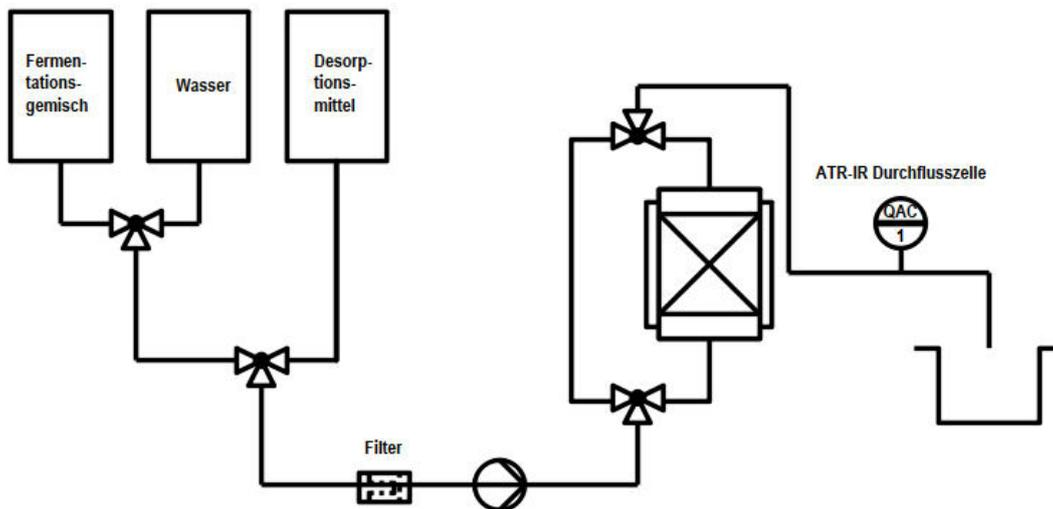 Fermen-
tations-
gemisch
Wasser
Desorp-
tions-
mittel
ATR-IR Durchflusszelle
QAC
1
Filter